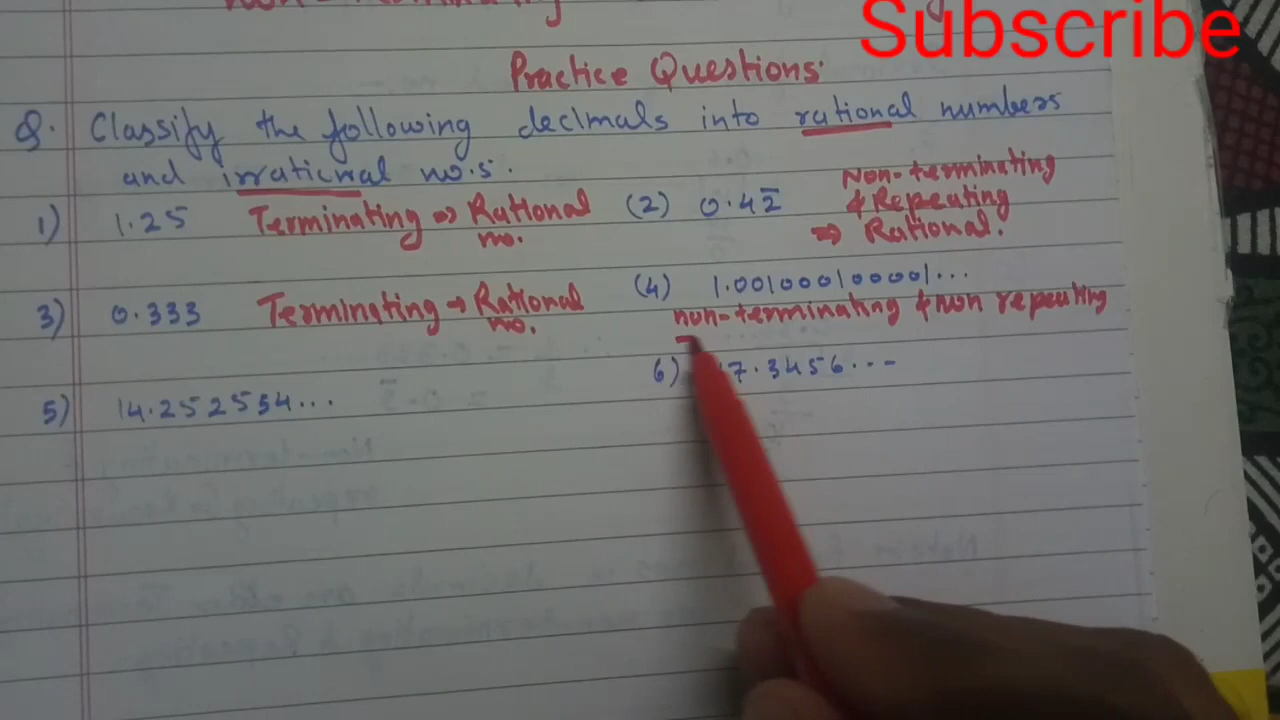 Subscribe
Practice Questions.
Q. Classify the following decimals into rational numbers
and irrational no.s.
1) 1.25 Terminating ⇒ Rational no.
(2) 0.42̅ Non-terminating
& Repeating
⇒ Rational.
3) 0.333 Terminating → Rational no.
(4) 1.001000100001...
non-terminating & non repeating
5) 14.252554...
6) 7.3456...